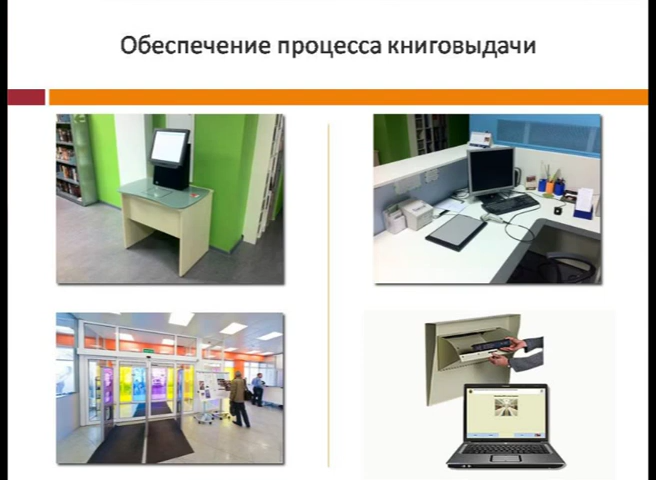 Обеспечение процесса книговыдачи